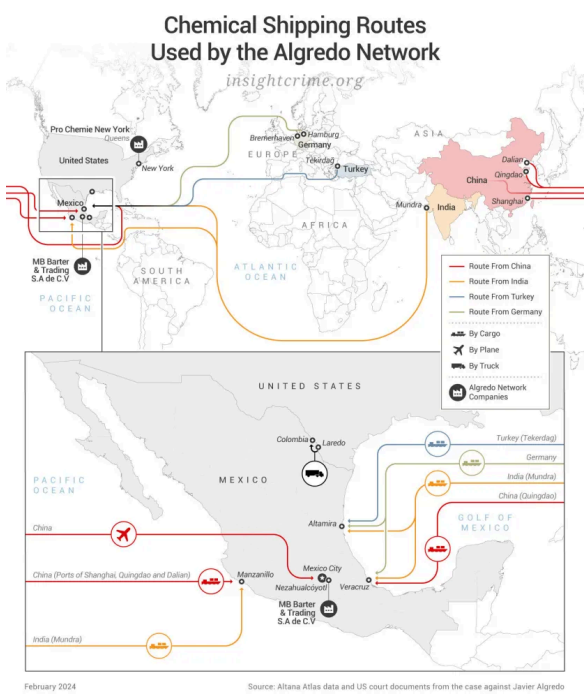 Chemical Shipping Routes
Used by the Algredo Network
insightcrime.org
Pro Chemie New York
Queens
United States
New York
Mexico
MB Barter
& Trading
S.A de C.V
PACIFIC
OCEAN
SOUTH
AMERICA
ATLANTIC
OCEAN
Bremerhaven
Hamburg
Germany
EUROPE
Tekirdag
Turkey
AFRICA
ASIA
Mundra
India
China
Dalian
Qingdao
Shanghai
Route From China
Route From India
Route From Turkey
Route From Germany
By Cargo
By Plane
By Truck
Algredo Network
Companies
UNITED STATES
Colombia
Laredo
MEXICO
PACIFIC
OCEAN
Turkey (Tekerdag)
Germany
India (Mundra)
China (Quingdao)
GULF OF
MEXICO
Altamira
China
China (Ports of Shanghai, Quingdao and Dalian)
Manzanillo
Mexico City
Nezahualcóyotl
Veracruz
MB Barter
& Trading
S.A de C.V
India (Mundra)
February 2024
Source: Altana Atlas data and US court documents from the case against Javier Algredo